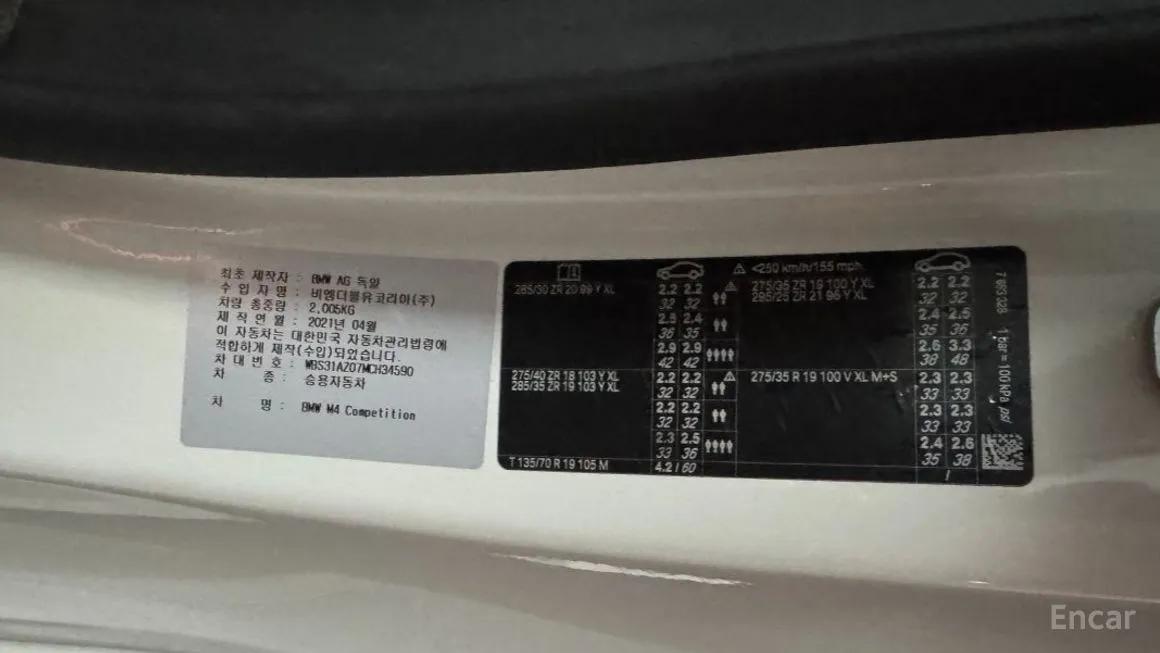 최초 제작자 : BMW AG 독일
수 입 자 명 : 비엠더블유코리아(주)
차량 총중량 : 2,005KG
제 작 연 월 : 2021년 04월
이 자동차는 대한민국 자동차관리법령에
적합하게 제작(수입)되었습니다.
차 대 번 호 : WBS31AZ07MCH34590
차 종 : 승용자동차
차 명 : BMW M4 Competition
<250 km/h/155 mph
285/30 ZR 20 99 Y XL
2.2 2.2
32 32
2.3 2.4
36 35
2.9 2.9
42 42
275/35 ZR 19 100 Y XL
295/25 ZR 21 96 Y XL
2.2 2.2
32 32
2.4 2.5
35 36
2.6 3.3
38 48
275/40 ZR 18 103 Y XL
285/35 ZR 19 103 Y XL
2.2 2.2
32 32
2.2 2.2
32 32
2.3 2.5
33 36
275/35 R 19 100 V XL M+S
2.3 2.3
33 33
2.3 2.3
33 33
2.4 2.6
35 38
T 135/70 R 19 105 M
4.2 / 60
/
1 bar = 100 kPa psi
Encar